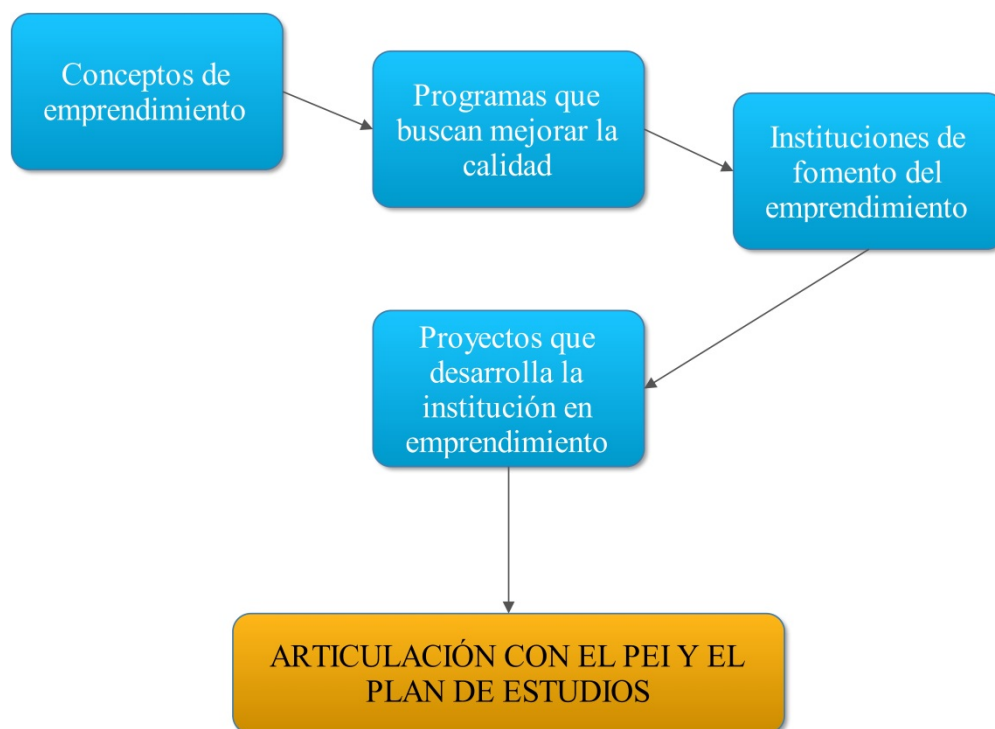 Conceptos de
emprendimiento
Programas que
buscan mejorar la
calidad
Instituciones de
fomento del
emprendimiento
Proyectos que
desarrolla la
institución en
emprendimiento
ARTICULACIÓN CON EL PEI Y EL
PLAN DE ESTUDIOS